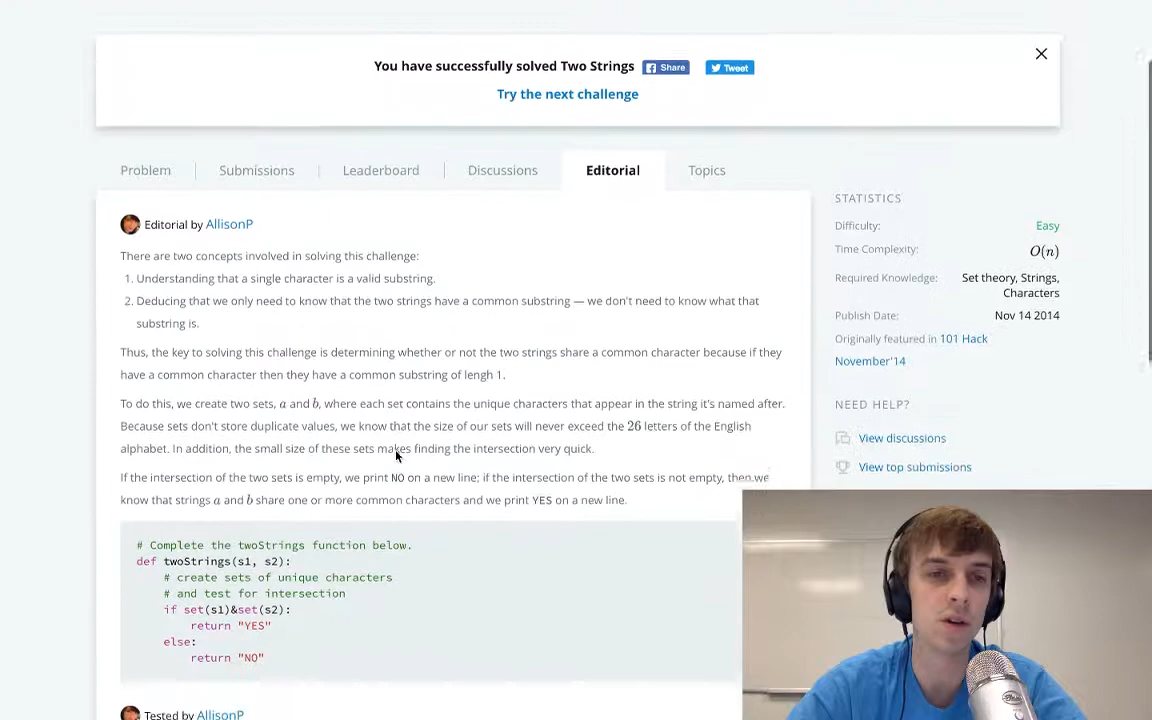 You have successfully solved Two Strings Share Tweet
Try the next challenge
Problem Submissions Leaderboard Discussions Editorial Topics
Editorial by AllisonP
There are two concepts involved in solving this challenge:
1. Understanding that a single character is a valid substring.
2. Deducing that we only need to know that the two strings have a common substring — we don't need to know what that
substring is.
Thus, the key to solving this challenge is determining whether or not the two strings share a common character because if they
have a common character then they have a common substring of lengh 1.
To do this, we create two sets, a and b, where each set contains the unique characters that appear in the string it's named after.
Because sets don't store duplicate values, we know that the size of our sets will never exceed the 26 letters of the English
alphabet. In addition, the small size of these sets makes finding the intersection very quick.
If the intersection of the two sets is empty, we print NO on a new line; if the intersection of the two sets is not empty, then we
know that strings a and b share one or more common characters and we print YES on a new line.
# Complete the twoStrings function below.
def twoStrings(s1, s2):
# create sets of unique characters
# and test for intersection
if set(s1)&set(s2):
return "YES"
else:
return "NO"
Tested by AllisonP
STATISTICS
Difficulty: Easy
Time Complexity: O(n)
Required Knowledge: Set theory, Strings,
Characters
Publish Date: Nov 14 2014
Originally featured in 101 Hack
November'14
NEED HELP?
View discussions
View top submissions